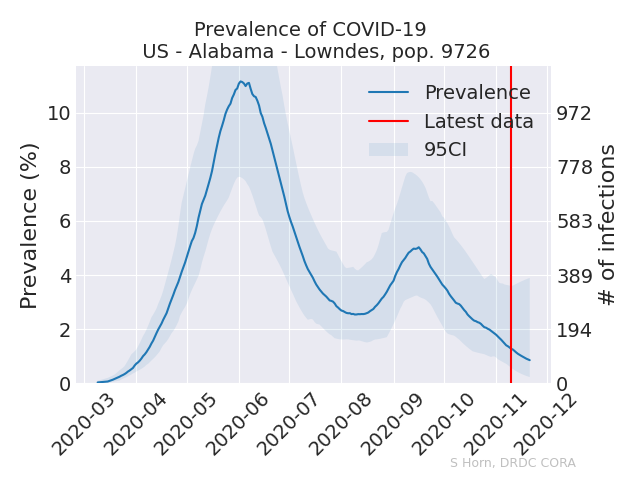 Prevalence of COVID-19
US - Alabama - Lowndes, pop. 9726
Prevalence
Latest data
95CI
Prevalence (%)
10
8
6
4
2
0
972
778
583
389
194
0
# of infections
2020-03
2020-04
2020-05
2020-06
2020-07
2020-08
2020-09
2020-10
2020-11
2020-12
S Horn, DRDC CORA